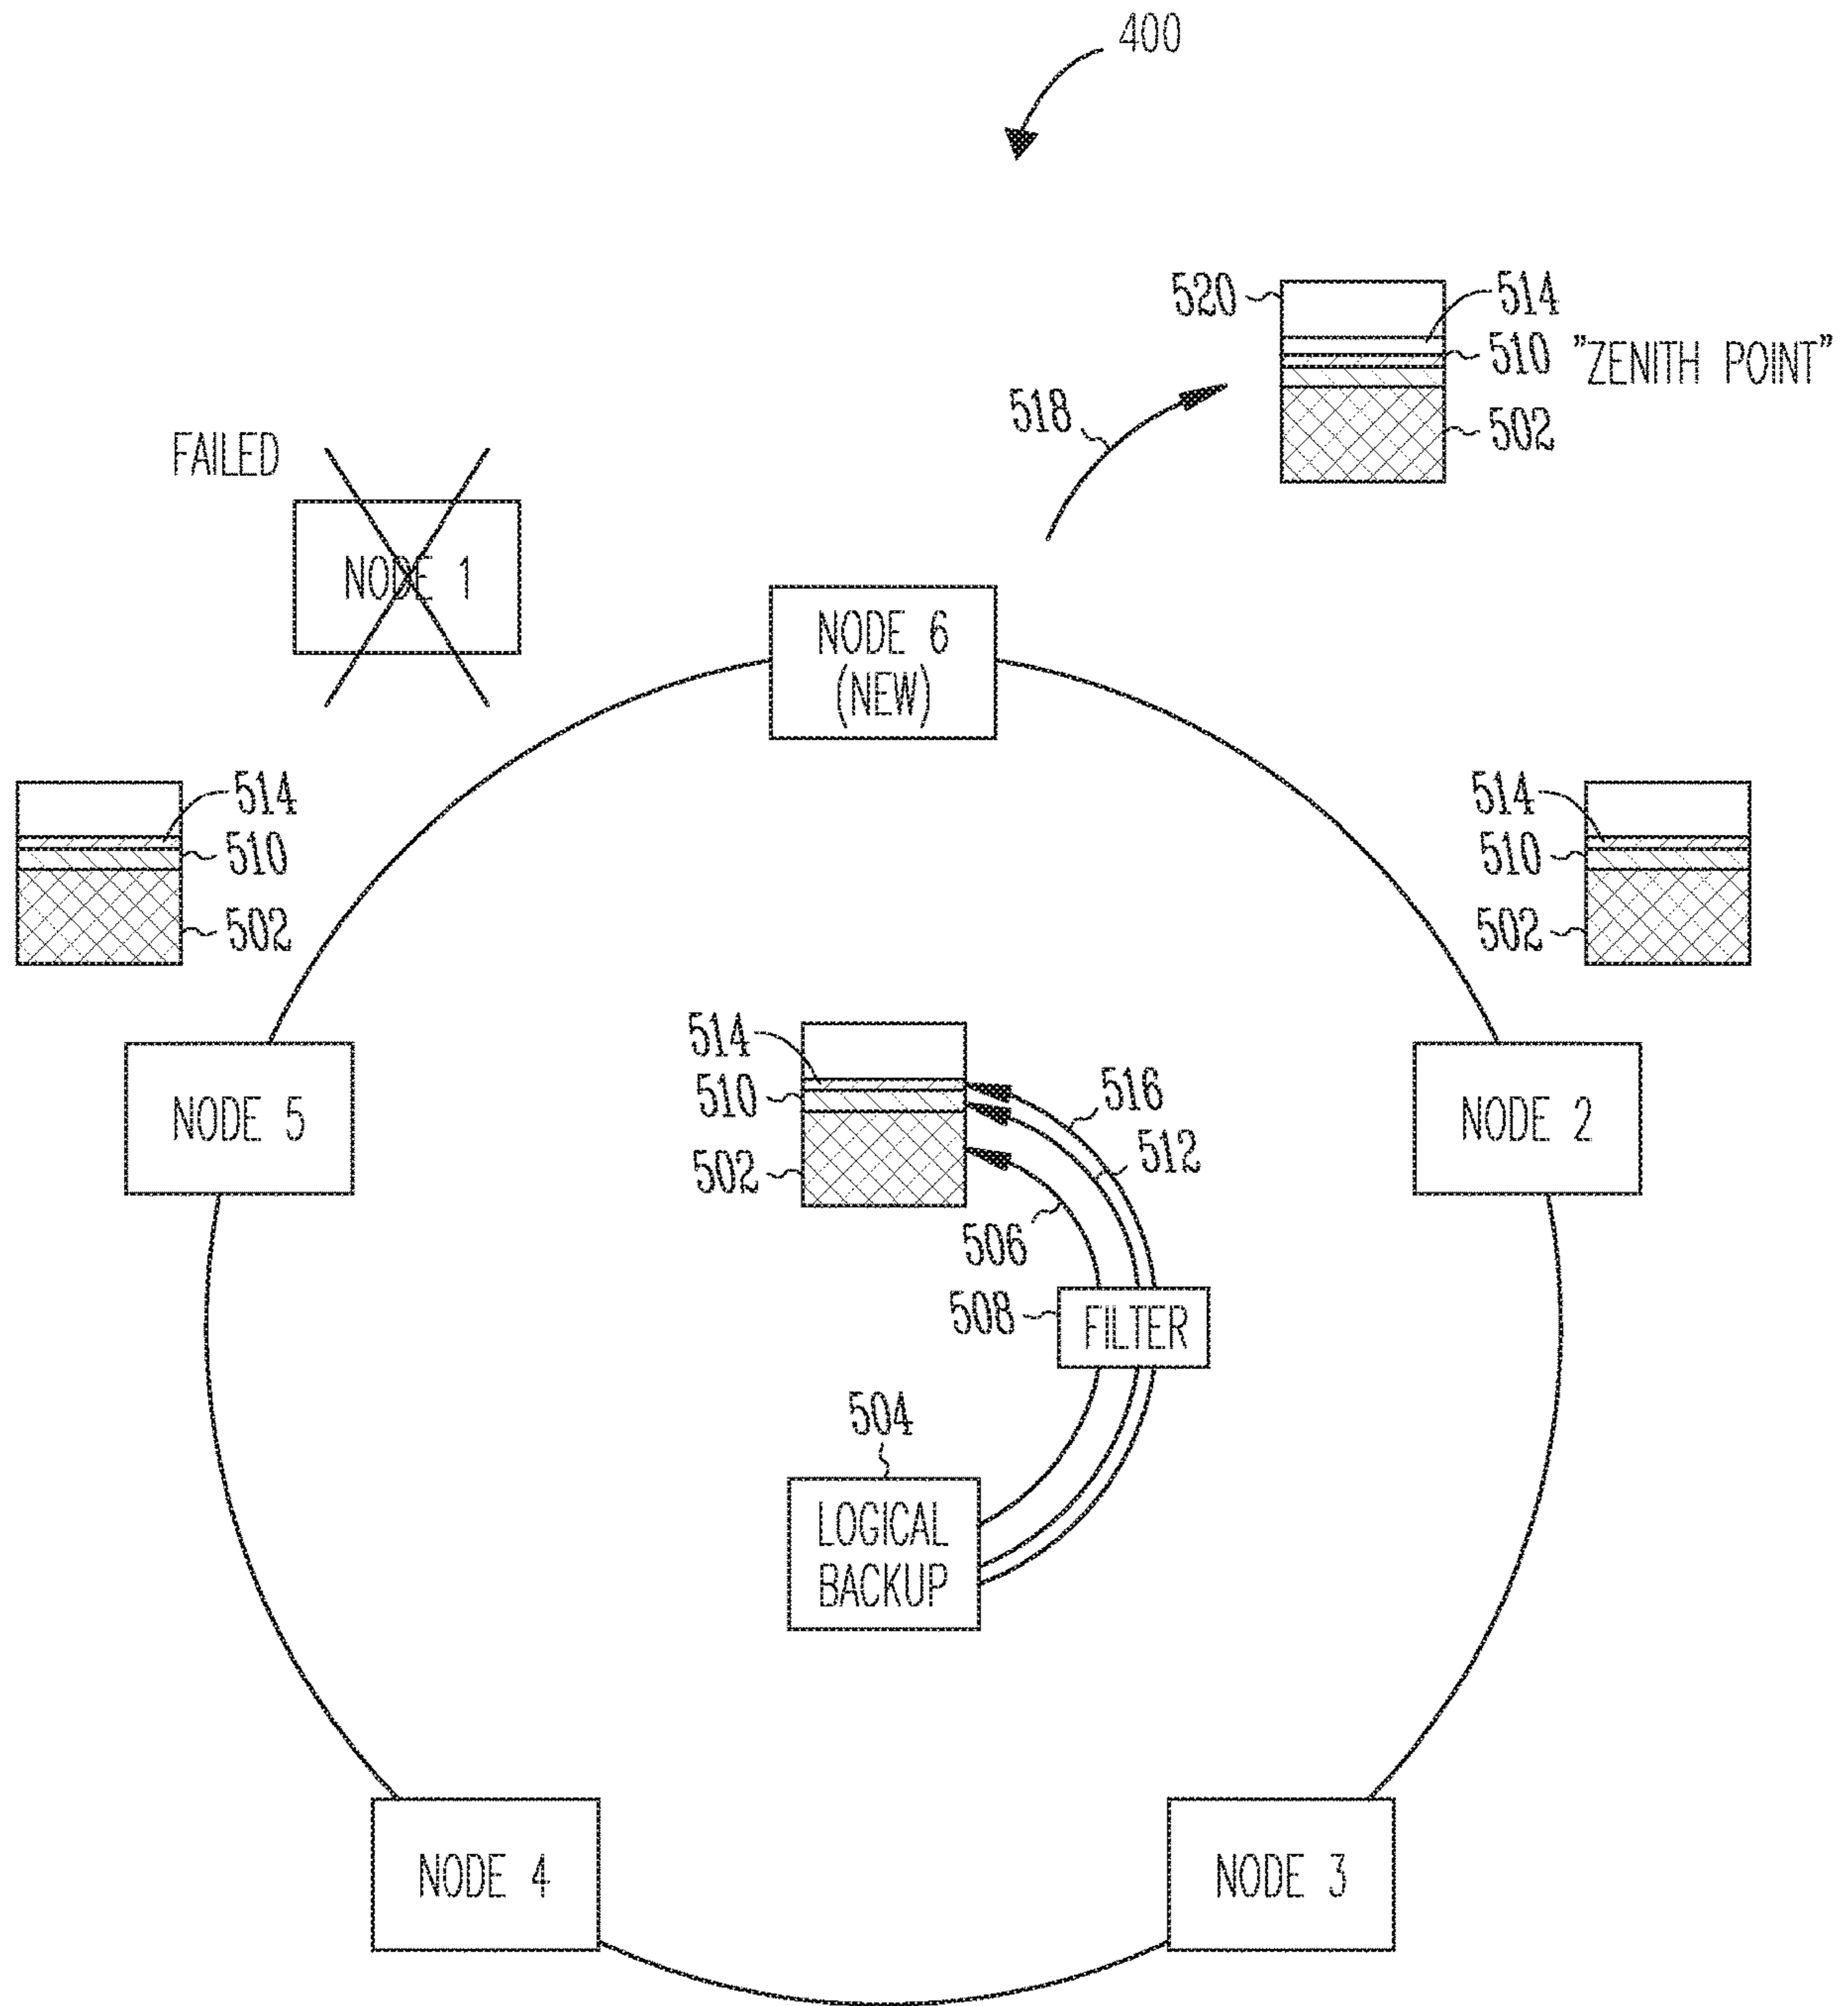 400
520
514
510 "ZENITH POINT"
518
502
FAILED
NODE 1
NODE 6
(NEW)
514
510
502
514
510
502
514
510
502
516
512
506
NODE 5
NODE 2
508
FILTER
504
LOGICAL
BACKUP
NODE 4
NODE 3